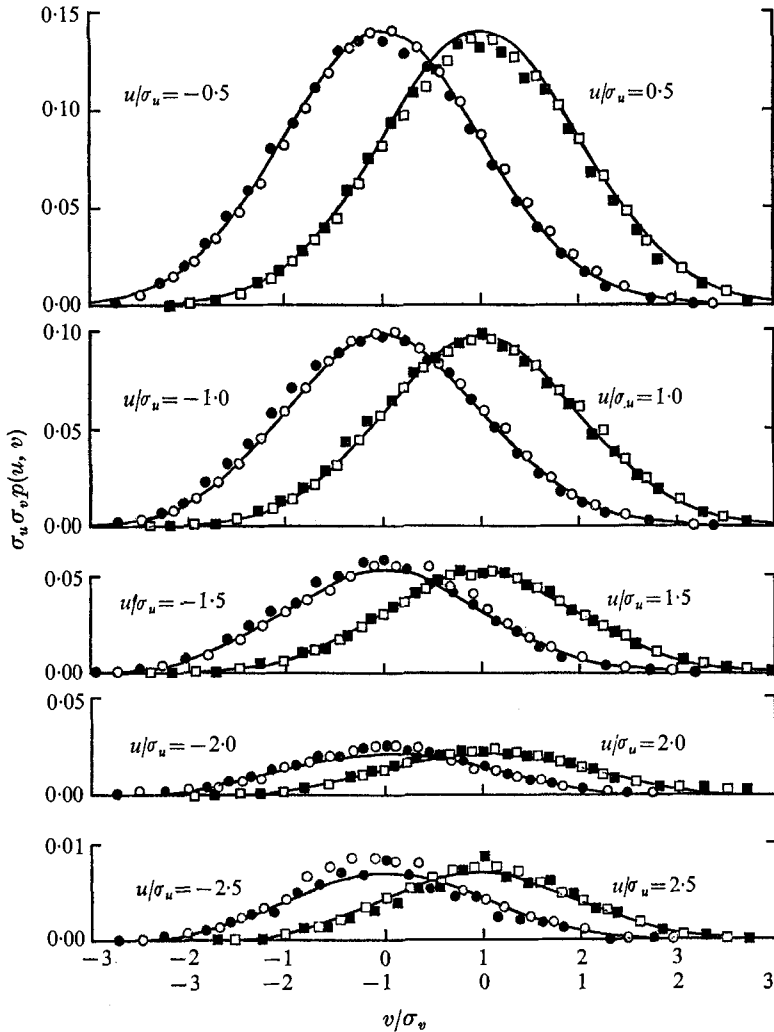 0·15
u/σᵤ = −0·5
u/σᵤ = 0·5
0·10
0·05
0·00
0·10
u/σᵤ = −1·0
u/σ.ᵤ = 1·0
0·05
0·00
σᵤσᵥp(u, v)
0·05
u/σᵤ = −1·5
u/σᵤ = 1·5
0·00
0·05
u/σᵤ = −2·0
u/σᵤ = 2·0
0·00
0·01
u/σᵤ = −2·5
u/σᵤ = 2·5
0·00
−3 −2 −1 0 1 2 3
−3 −2 −1 0 1 2 3
v/σᵥ